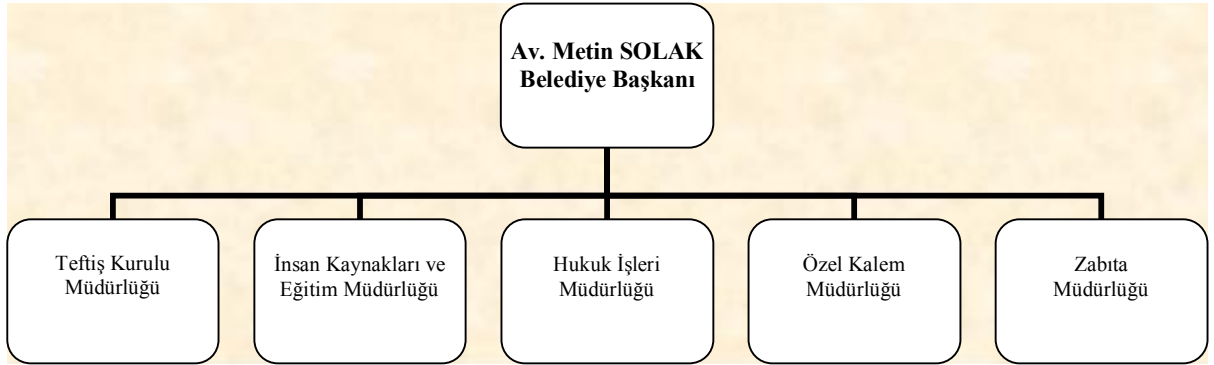 Av. Metin SOLAK
Belediye Başkanı
Teftiş Kurulu
Müdürlüğü
İnsan Kaynakları ve
Eğitim Müdürlüğü
Hukuk İşleri
Müdürlüğü
Özel Kalem
Müdürlüğü
Zabıta
Müdürlüğü